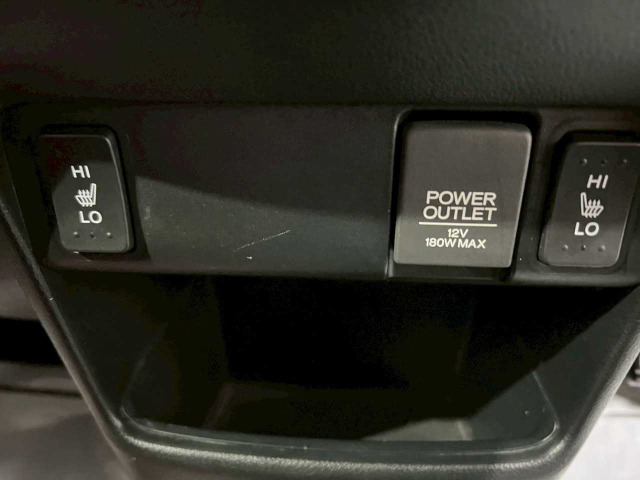 HI
LO
POWER
OUTLET
12V
180W MAX
HI
LO